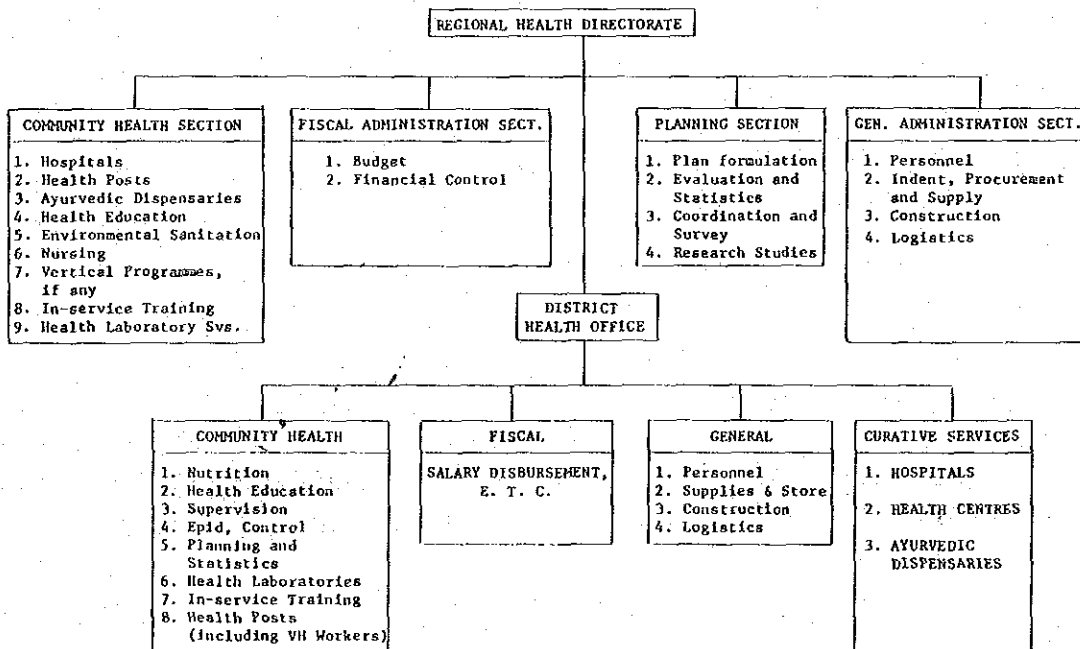 REGIONAL HEALTH DIRECTORATE
COMMUNITY HEALTH SECTION
1. Hospitals
2. Health Posts
3. Ayurvedic Dispensaries
4. Health Education
5. Environmental Sanitation
6. Nursing
7. Vertical Programmes,
if any
8. In-service Training
9. Health Laboratory Svs.
FISCAL ADMINISTRATION SECT.
1. Budget
2. Financial Control
PLANNING SECTION
1. Plan formulation
2. Evaluation and
Statistics
3. Coordination and
Survey
4. Research Studies
GEN. ADMINISTRATION SECT.
1. Personnel
2. Indent, Procurement
and Supply
3. Construction
4. Logistics
DISTRICT
HEALTH OFFICE
COMMUNITY HEALTH
1. Nutrition
2. Health Education
3. Supervision
4. Epid, Control
5. Planning and
Statistics
6. Health Laboratories
7. In-service Training
8. Health Posts
(including VH Workers)
FISCAL
SALARY DISBURSEMENT,
E. T. C.
GENERAL
1. Personnel
2. Supplies & Store
3. Construction
4. Logistics
CURATIVE SERVICES
1. HOSPITALS
2. HEALTH CENTRES
3. AYURVEDIC
DISPENSARIES